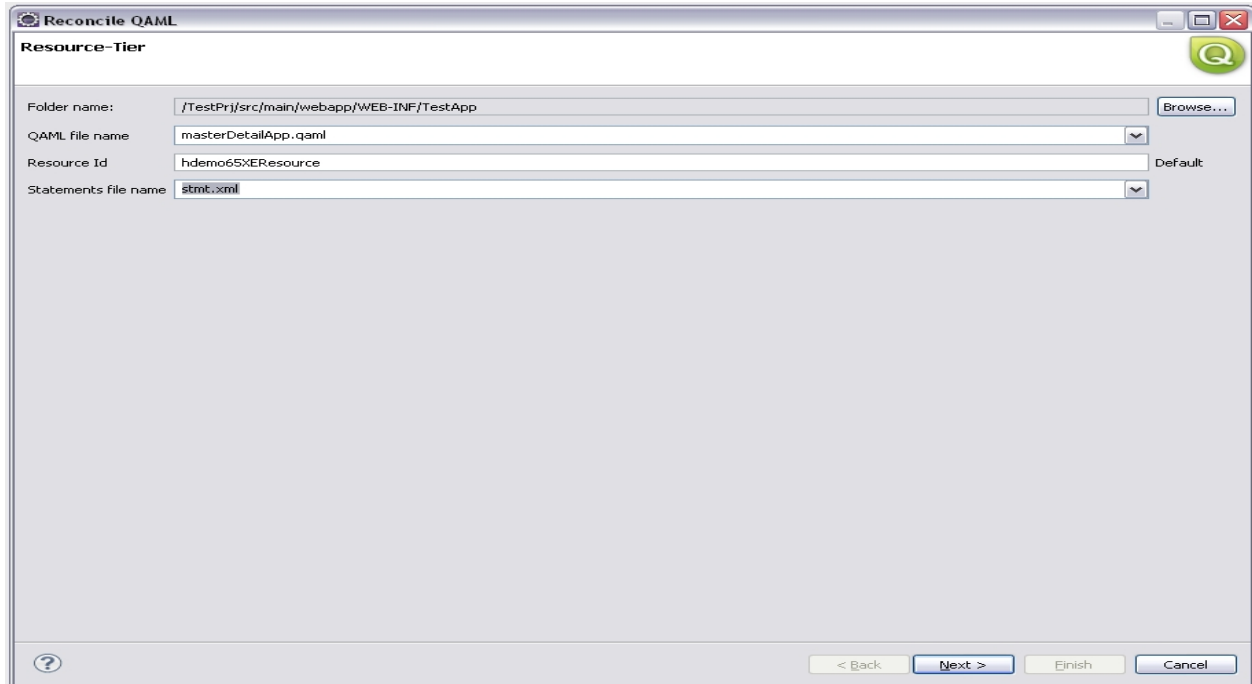 Reconcile QAML
Resource-Tier
Q
Folder name: /TestPrj/src/main/webapp/WEB-INF/TestApp Browse...
QAML file name masterDetailApp.qaml
Resource Id hdemo65XEResource Default
Statements file name stmt.xml
? < Back Next > Finish Cancel